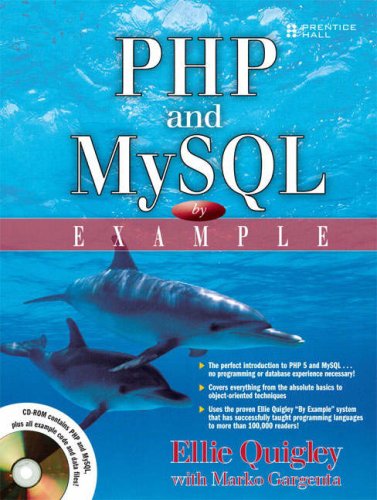 PRENTICE
HALL
PHP
and
MySQL
by
EXAMPLE
The perfect introduction to PHP 5 and MySQL . . .
no programming or database experience necessary!
Covers everything from the absolute basics to
object-oriented techniques
Uses the proven Ellie Quigley "By Example" system
that has successfully taught programming languages
to more than 100,000 readers!
CD-ROM contains PHP and MySQL,
plus all example code and data files!
Ellie Quigley
with Marko Gargenta